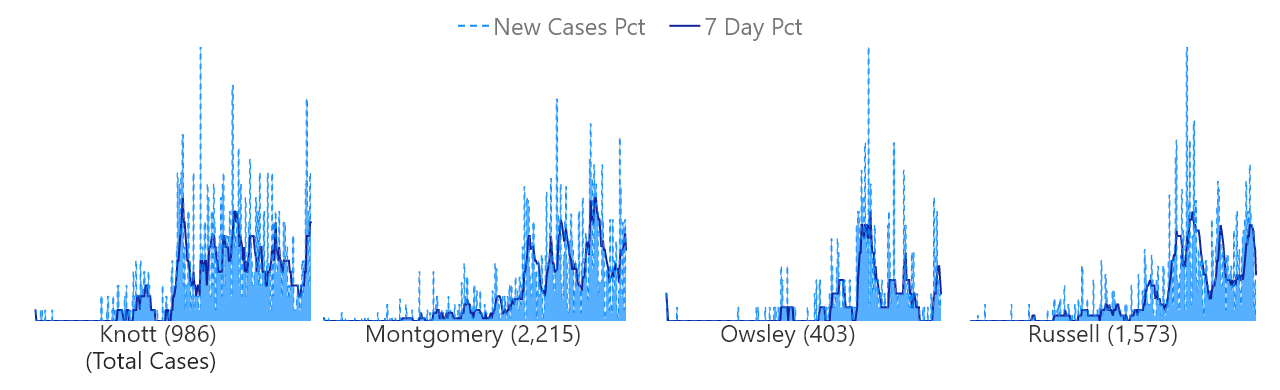 New Cases Pct 7 Day Pct
Knott (986) Montgomery (2,215) Owsley (403) Russell (1,573)
(Total Cases)